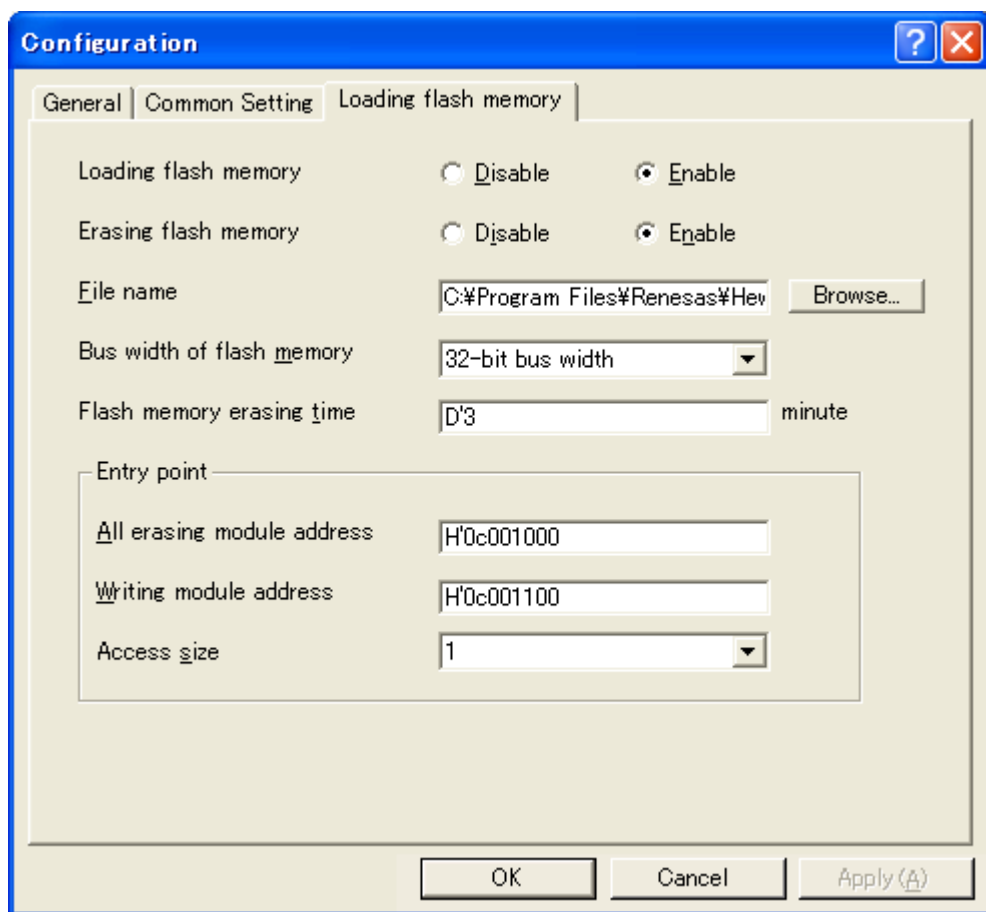 Configuration
General Common Setting Loading flash memory
Loading flash memory Disable Enable
Erasing flash memory Disable Enable
File name C:¥Program Files¥Renesas¥Hew Browse...
Bus width of flash memory 32-bit bus width
Flash memory erasing time D'3 minute
Entry point
All erasing module address H'0c001000
Writing module address H'0c001100
Access size 1
OK Cancel Apply(A)